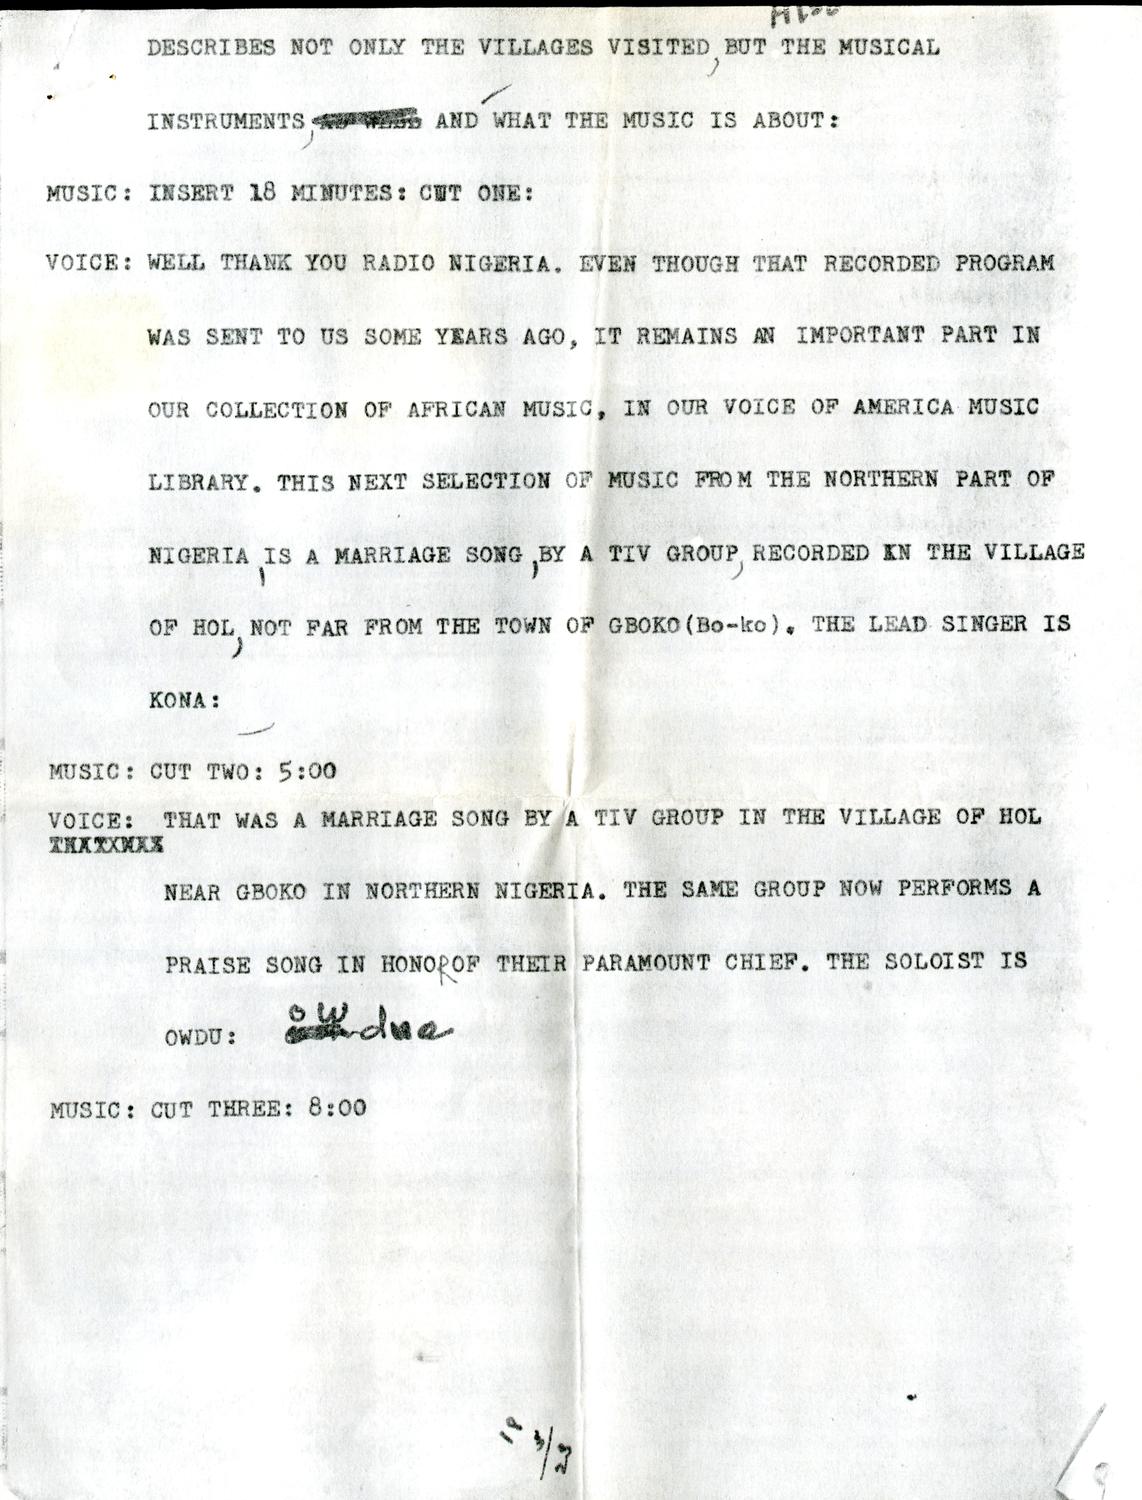 Also
DESCRIBES NOT ONLY THE VILLAGES VISITED, BUT THE MUSICAL
INSTRUMENTS, AND WHAT THE MUSIC IS ABOUT:
MUSIC: INSERT 18 MINUTES: CUT ONE:
VOICE: WELL THANK YOU RADIO NIGERIA. EVEN THOUGH THAT RECORDED PROGRAM
WAS SENT TO US SOME YEARS AGO, IT REMAINS AN IMPORTANT PART IN
OUR COLLECTION OF AFRICAN MUSIC, IN OUR VOICE OF AMERICA MUSIC
LIBRARY. THIS NEXT SELECTION OF MUSIC FROM THE NORTHERN PART OF
NIGERIA, IS A MARRIAGE SONG, BY A TIV GROUP, RECORDED IN THE VILLAGE
OF HOL, NOT FAR FROM THE TOWN OF GBOKO(Bo-ko). THE LEAD SINGER IS
KONA:
MUSIC: CUT TWO: 5:00
VOICE: THAT WAS A MARRIAGE SONG BY A TIV GROUP IN THE VILLAGE OF HOL
NEAR GBOKO IN NORTHERN NIGERIA. THE SAME GROUP NOW PERFORMS A
PRAISE SONG IN HONOR OF THEIR PARAMOUNT CHIEF. THE SOLOIST IS
OWDU: OW-due
MUSIC: CUT THREE: 8:00